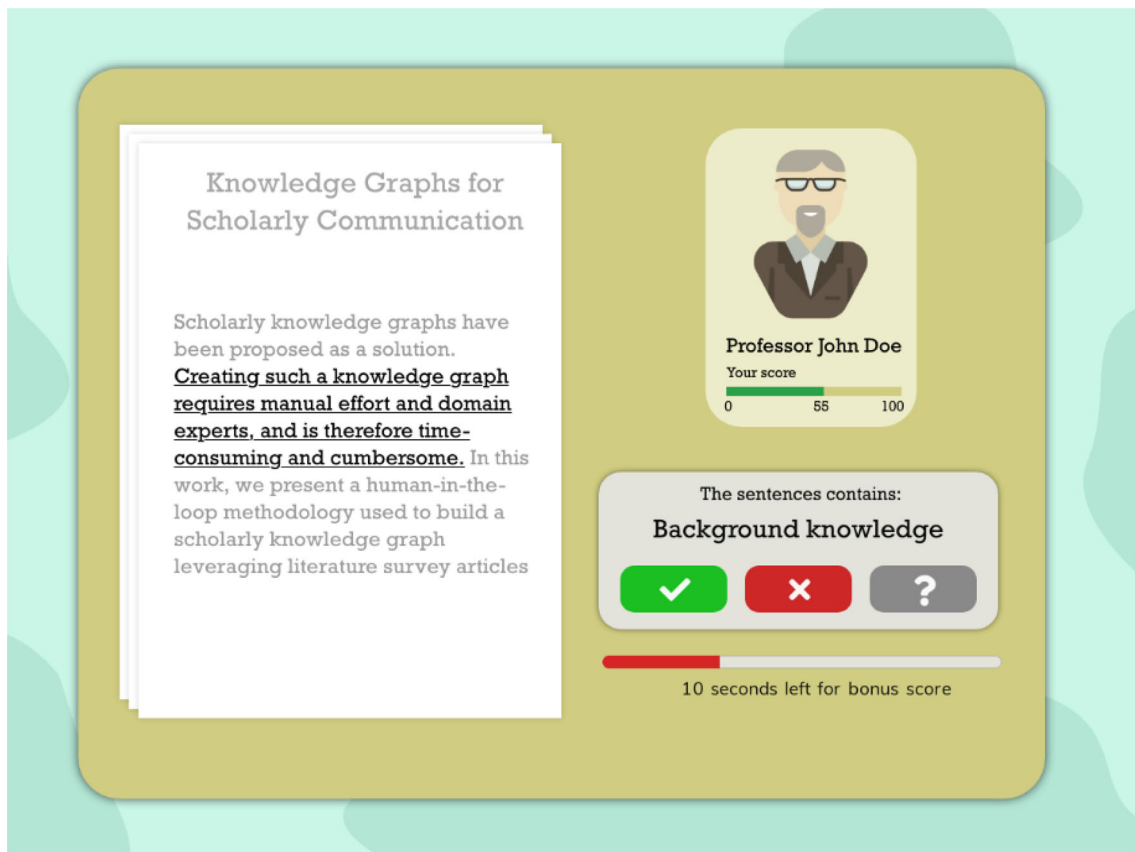 Knowledge Graphs for
Scholarly Communication
Scholarly knowledge graphs have
been proposed as a solution.
Creating such a knowledge graph
requires manual effort and domain
experts, and is therefore time-
consuming and cumbersome. In this
work, we present a human-in-the-
loop methodology used to build a
scholarly knowledge graph
leveraging literature survey articles
Professor John Doe
Your score
0 55 100
The sentences contains:
Background knowledge
?
10 seconds left for bonus score